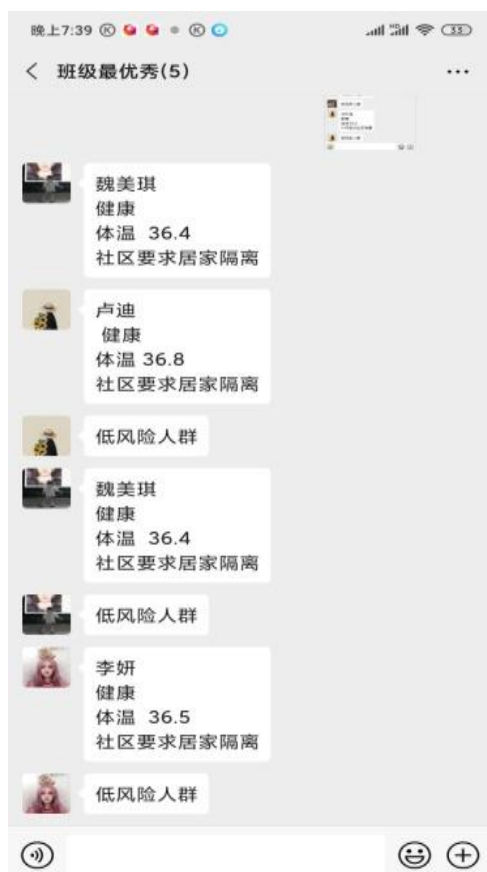 晚上7:39
33
班级最优秀(5)
魏美琪
健康
体温 36.4
社区要求居家隔离
卢迪
健康
体温 36.8
社区要求居家隔离
低风险人群
魏美琪
健康
体温 36.4
社区要求居家隔离
低风险人群
李妍
健康
体温 36.5
社区要求居家隔离
低风险人群